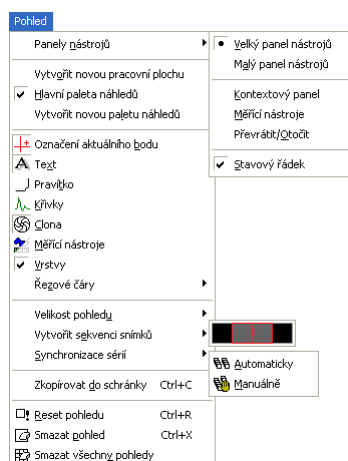 Pohled
Panely nástrojů
Vytvořit novou pracovní plochu
Hlavní paleta náhledů
Vytvořit novou paletu náhledů
Označení aktuálního bodu
Text
Pravítko
Křivky
Clona
Měřící nástroje
Vrstvy
Řezové čáry
Velikost pohledu
Vytvořit sekvenci snímků
Synchronizace sérií
Zkopírovat do schránky Ctrl+C
Reset pohledu Ctrl+R
Smazat pohled Ctrl+X
Smazat všechny pohledy
Velký panel nástrojů
Malý panel nástrojů
Kontextový panel
Měřící nástroje
Převrátit/Otočit
Stavový řádek
Automaticky
Manuálně